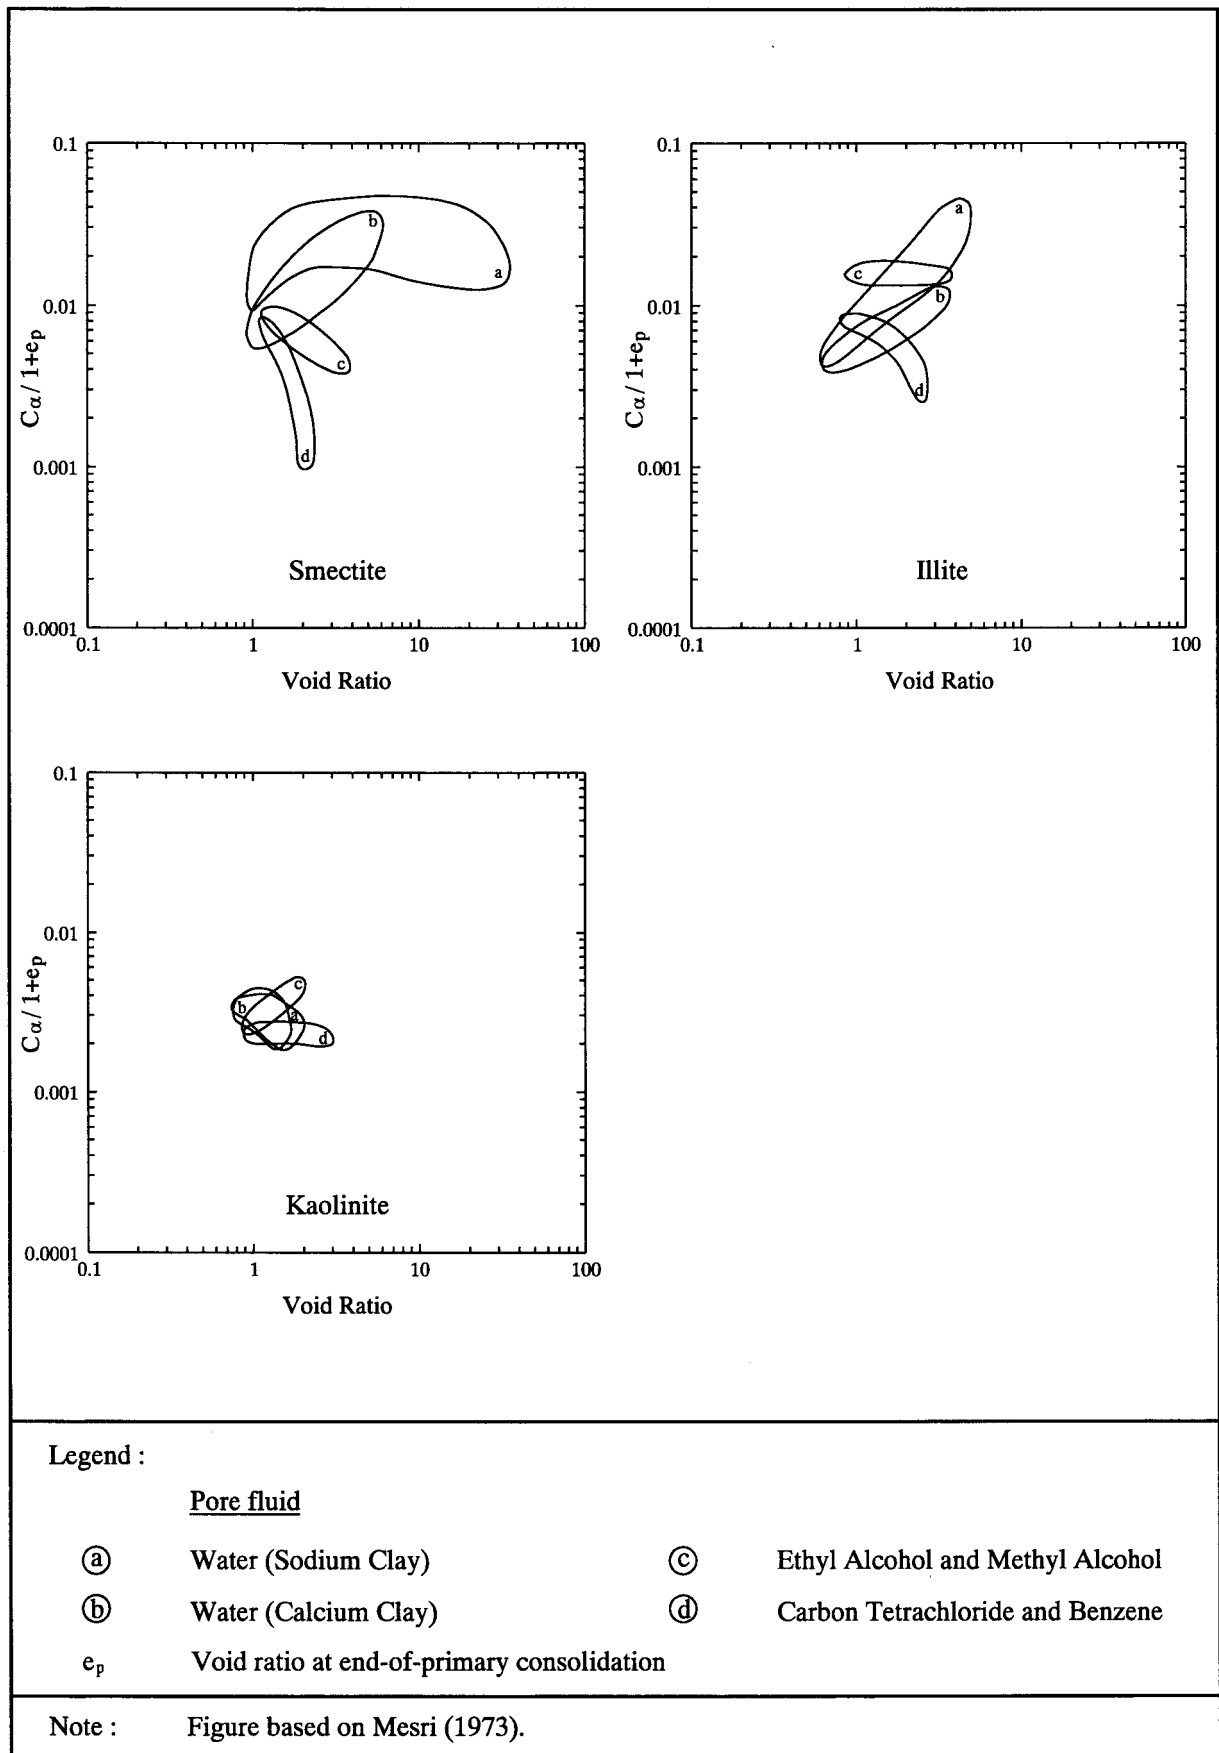 0.1
0.01
0.001
0.0001
Cα / 1+eₚ
a
b
c
d
Smectite
0.1 1 10 100
Void Ratio
0.1
0.01
0.001
0.0001
Cα / 1+eₚ
a
c
b
d
Illite
0.1 1 10 100
Void Ratio
0.1
0.01
0.001
0.0001
Cα / 1+eₚ
c
b
a
d
Kaolinite
0.1 1 10 100
Void Ratio
Legend :
Pore fluid
ⓐ Water (Sodium Clay) ⓒ Ethyl Alcohol and Methyl Alcohol
ⓑ Water (Calcium Clay) ⓓ Carbon Tetrachloride and Benzene
eₚ Void ratio at end-of-primary consolidation
Note : Figure based on Mesri (1973).